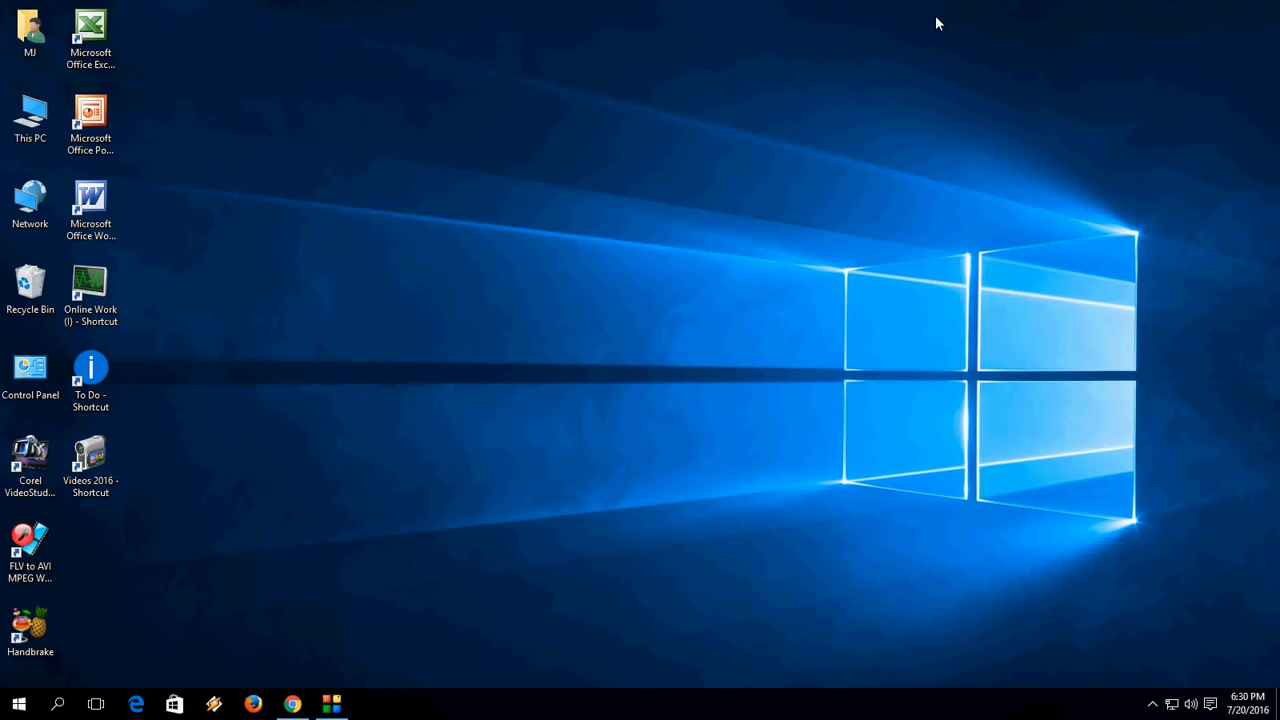 MJ
Microsoft
Office Exc...
This PC
Microsoft
Office Po...
Network
Microsoft
Office Wo...
Recycle Bin
Online Work
(I) - Shortcut
Control Panel
To Do -
Shortcut
Corel
VideoStud...
Videos 2016 -
Shortcut
FLV to AVI
MPEG W...
Handbrake
6:30 PM
7/20/2016